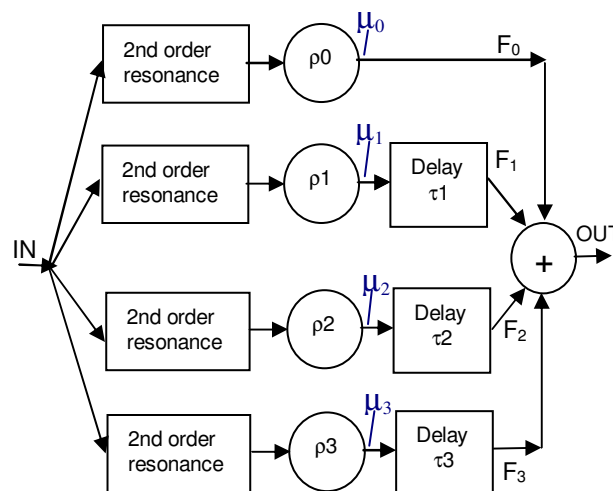 2nd order
resonance
ρ0
μ0
F0
2nd order
resonance
ρ1
μ1
Delay
τ1
F1
IN
+
OUT
2nd order
resonance
ρ2
μ2
Delay
τ2
F2
2nd order
resonance
ρ3
μ3
Delay
τ3
F3